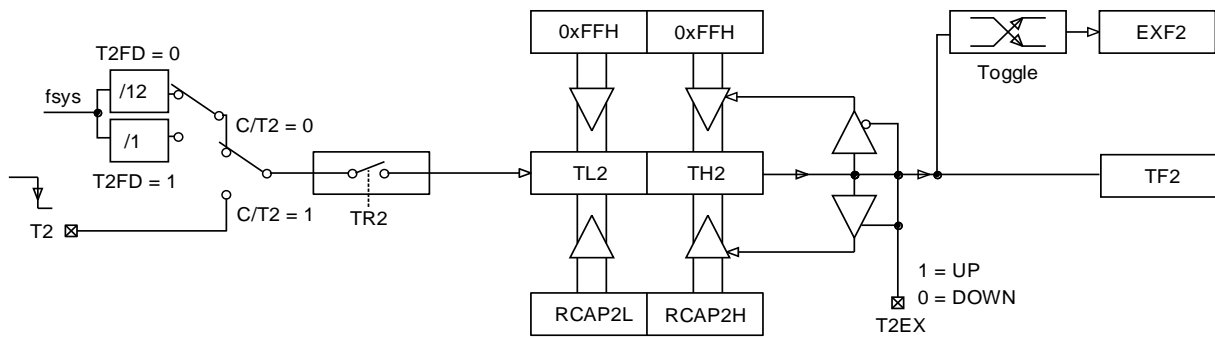 0xFFH 0xFFH
EXF2
T2FD = 0
Toggle
/12
fsys
C/T2 = 0
/1
TL2 TH2
TF2
T2FD = 1
C/T2 = 1
TR2
T2
1 = UP
0 = DOWN
RCAP2L RCAP2H
T2EX